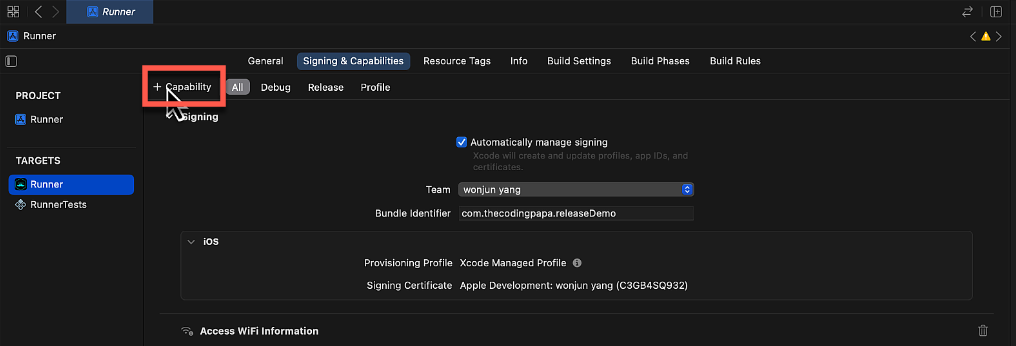 Runner
Runner
General Signing & Capabilities Resource Tags Info Build Settings Build Phases Build Rules
+ Capability All Debug Release Profile
PROJECT
Runner
TARGETS
Runner
RunnerTests
Signing
Automatically manage signing
Xcode will create and update profiles, app IDs, and
certificates.
Team wonjun yang
Bundle Identifier com.thecodingpapa.releaseDemo
iOS
Provisioning Profile Xcode Managed Profile
Signing Certificate Apple Development: wonjun yang (C3GB4SQ932)
Access WiFi Information